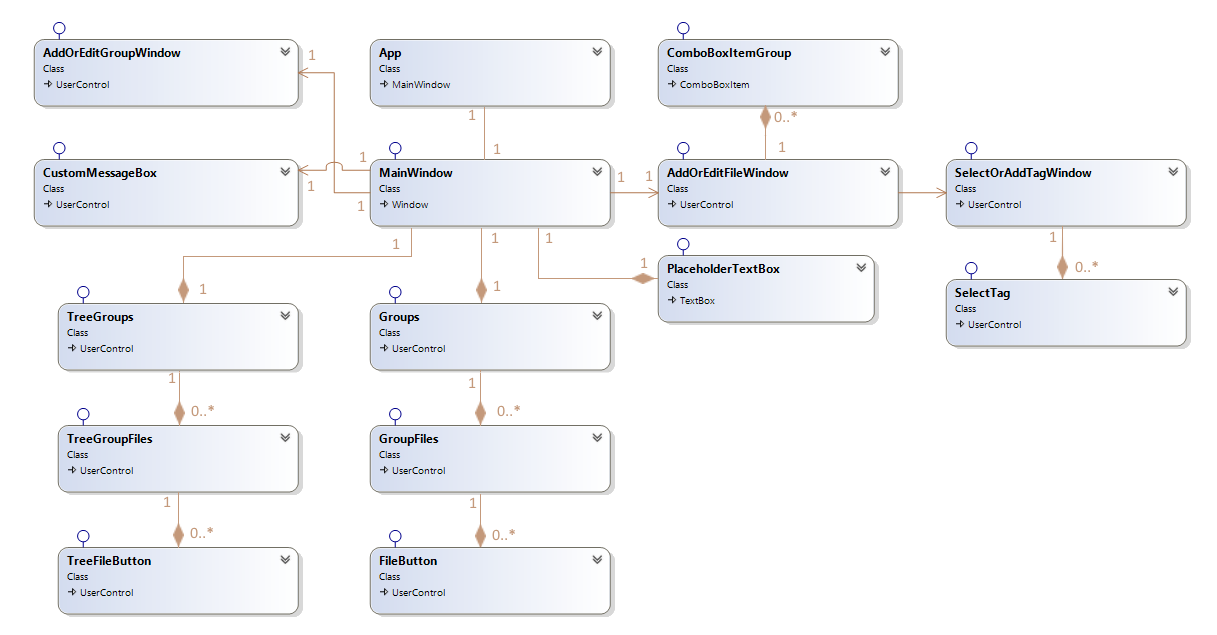 AddOrEditGroupWindow
Class
UserControl
1
App
Class
MainWindow
1
1
ComboBoxItemGroup
Class
ComboBoxItem
0..*
1
CustomMessageBox
Class
UserControl
1
1
1
MainWindow
Class
Window
1
1
AddOrEditFileWindow
Class
UserControl
SelectOrAddTagWindow
Class
UserControl
1
0..*
1
1
1
1
1
1
PlaceholderTextBox
Class
TextBox
SelectTag
Class
UserControl
TreeGroups
Class
UserControl
1
0..*
Groups
Class
UserControl
1
0..*
TreeGroupFiles
Class
UserControl
1
0..*
GroupFiles
Class
UserControl
1
0..*
TreeFileButton
Class
UserControl
FileButton
Class
UserControl